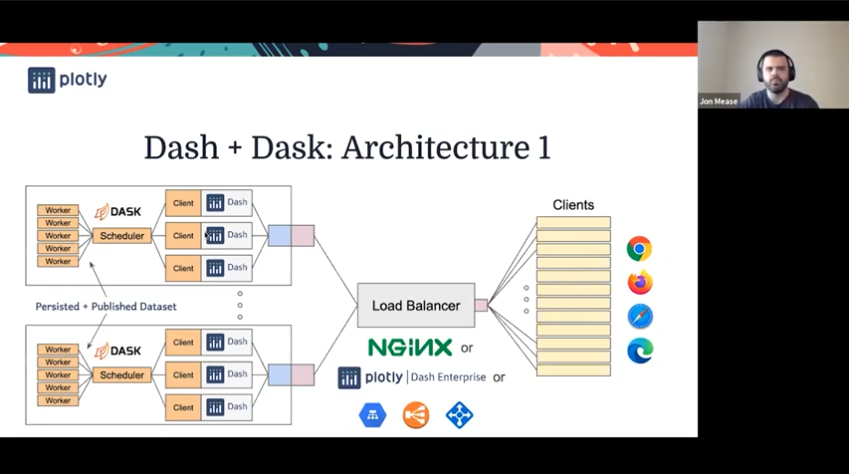 plotly
Jon Mease
Dash + Dask: Architecture 1
Worker
Worker
Worker
Worker
Worker
DASK
Scheduler
Client Dash
Client Dash
Client Dash
Persisted + Published Dataset
Worker
Worker
Worker
Worker
Worker
DASK
Scheduler
Client Dash
Client Dash
Client Dash
Load Balancer
NGINX or
plotly | Dash Enterprise or
Clients